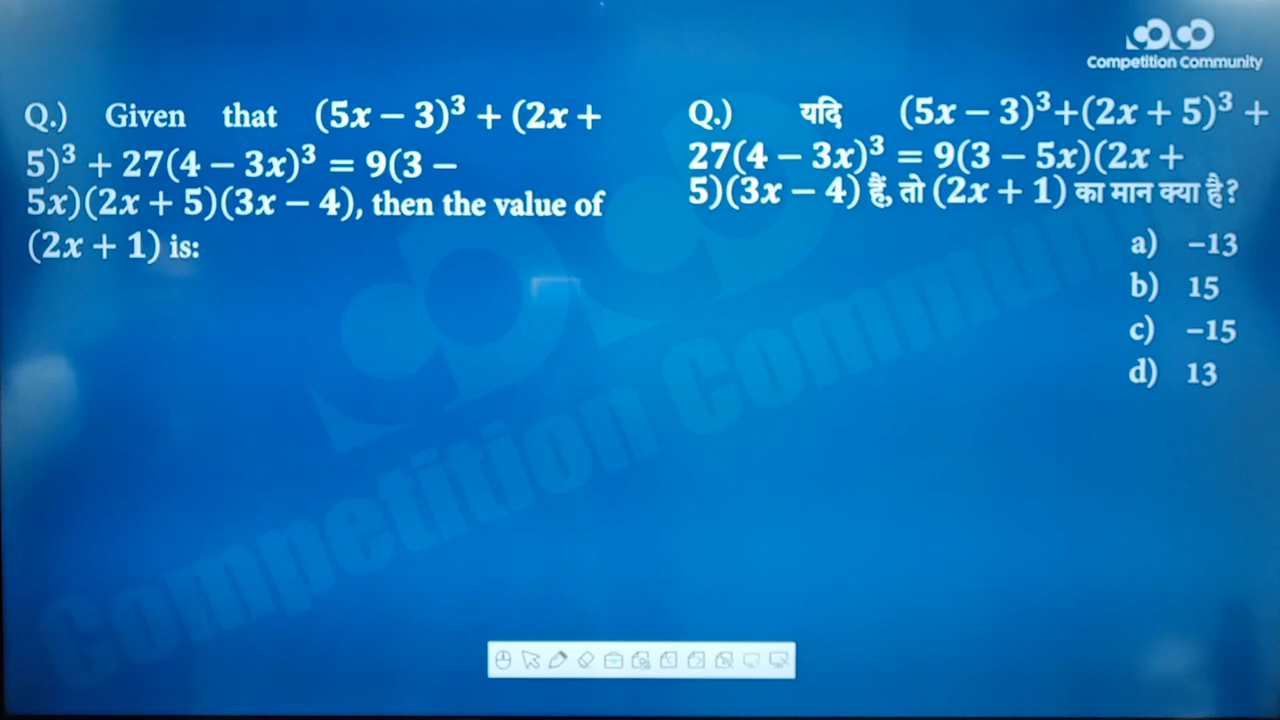 Competition Community
Q.) Given that (5x − 3)³ + (2x +
5)³ + 27(4 − 3x)³ = 9(3 −
5x)(2x + 5)(3x − 4), then the value of
(2x + 1) is:
Q.) यदि (5x − 3)³+(2x + 5)³ +
27(4 − 3x)³ = 9(3 − 5x)(2x +
5)(3x − 4) हैं, तो (2x + 1) का मान क्या है?
a) −13
b) 15
c) −15
d) 13
Competition Community